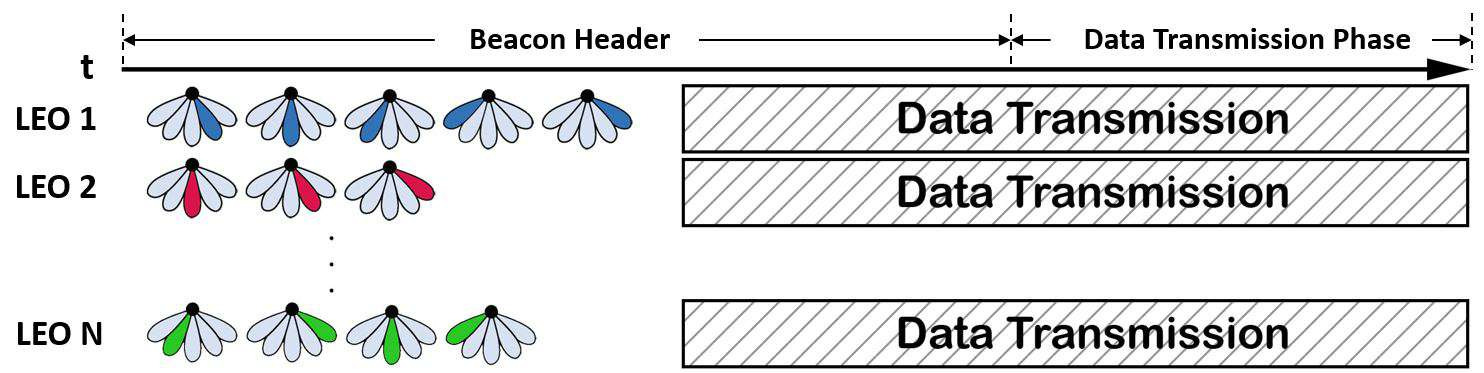 Beacon Header
Data Transmission Phase
t
LEO 1
Data Transmission
LEO 2
Data Transmission
LEO N
Data Transmission